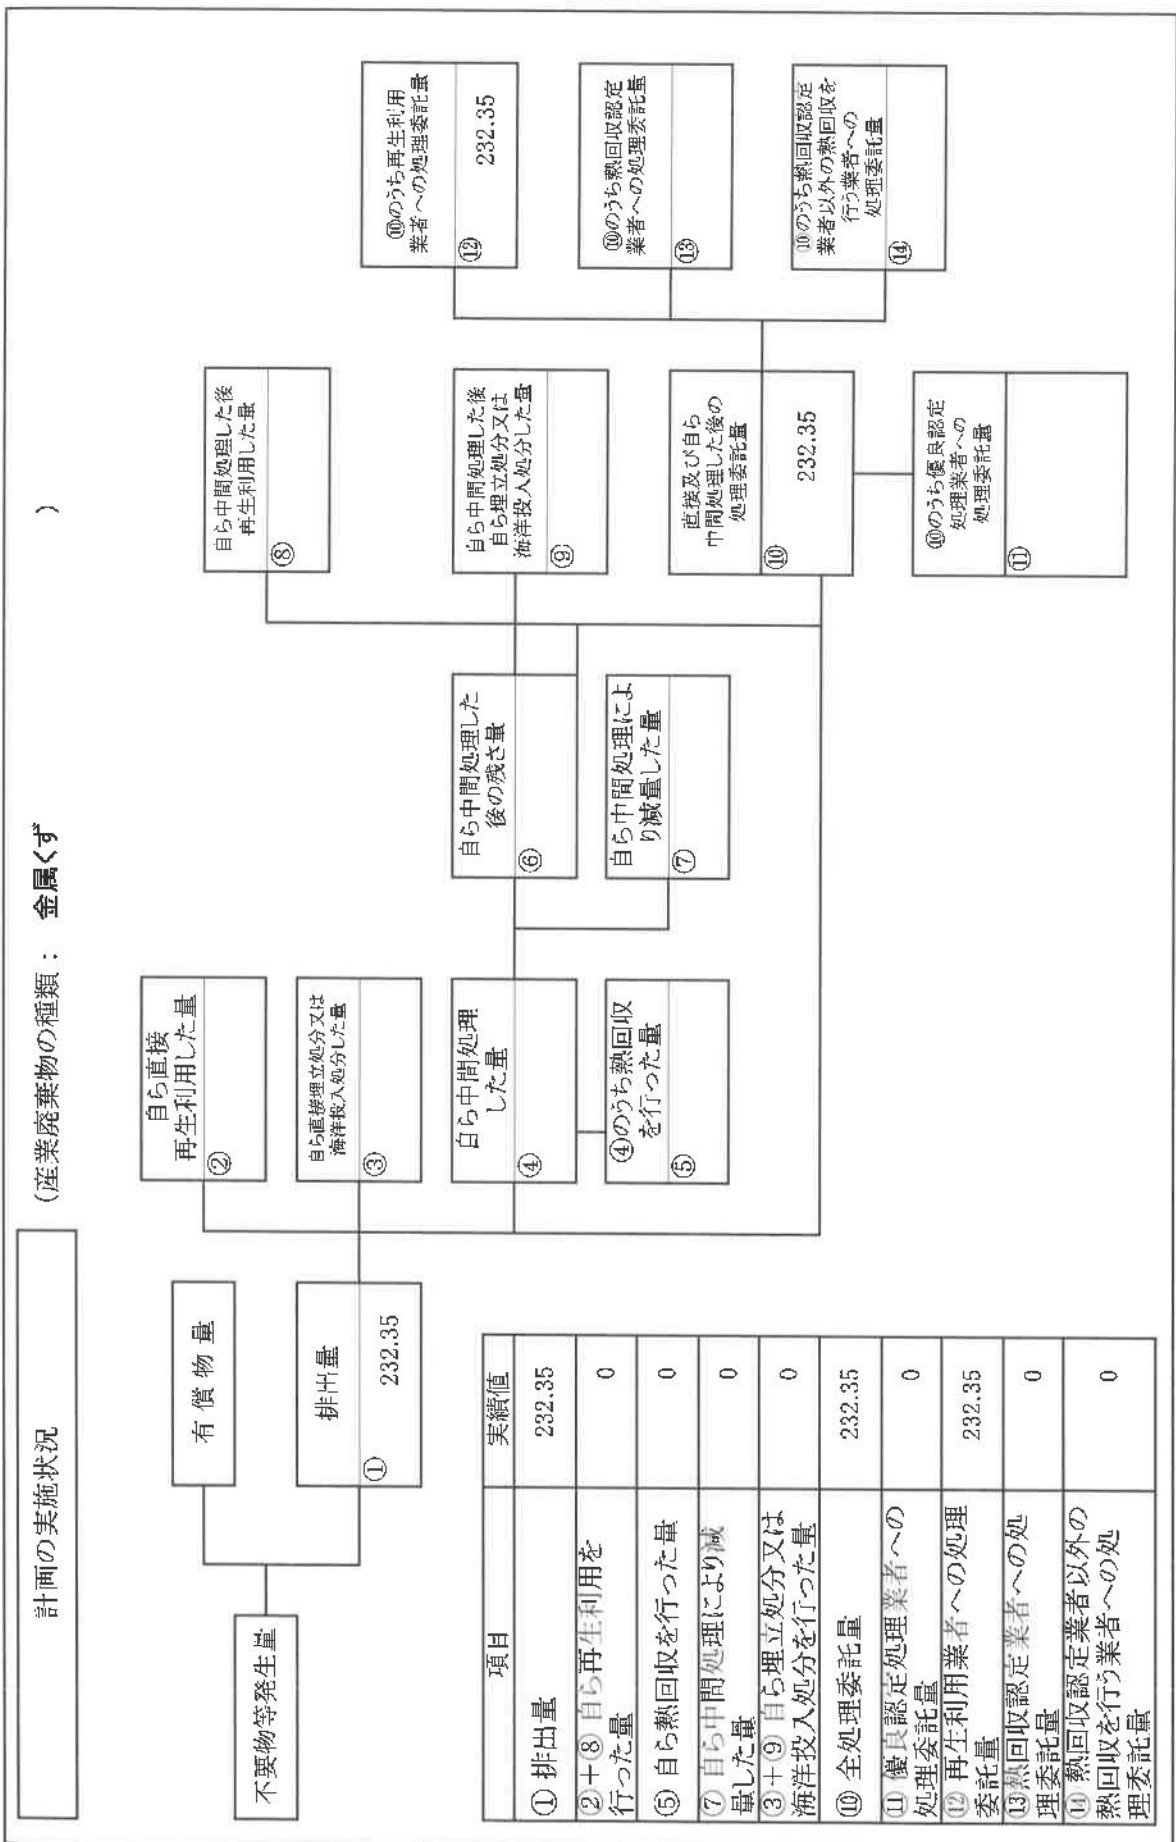 計画の実施状況
(産業廃棄物の種類： 金属くず )
不要物等発生量
有償物量
排出量
① 232.35
自ら直接
再生利用した量
②
自ら直接埋立処分又は
海洋投入処分した量
③
自ら中間処理
した量
④
④のうち熱回収
を行った量
⑤
自ら中間処理した
後の残さ量
⑥
自ら中間処理によ
り減量した量
⑦
自ら中間処理した後
再生利用した量
⑧
自ら中間処理した後
自ら埋立処分又は
海洋投入処分した量
⑨
直接及び自ら
中間処理した後の
処理委託量
⑩ 232.35
⑩のうち優良認定
処理業者への
処理委託量
⑪
⑩のうち再生利用
業者への処理委託量
⑫ 232.35
⑩のうち熱回収認定
業者への処理委託量
⑬
⑩のうち熱回収認定
業者以外の熱回収を
行う業者への
処理委託量
⑭
項目 実績値
① 排出量 232.35
②＋⑧ 自ら再生利用を
行った量 0
⑤ 自ら熱回収を行った量 0
⑦ 自ら中間処理により減
量した量 0
③＋⑨ 自ら埋立処分又は
海洋投入処分を行った量 0
⑩ 全処理委託量 232.35
⑪ 優良認定処理業者への
処理委託量 0
⑫ 再生利用業者への処理
委託量 232.35
⑬ 熱回収認定業者への処
理委託量 0
⑭ 熱回収認定業者以外の
熱回収を行う業者への処
理委託量 0